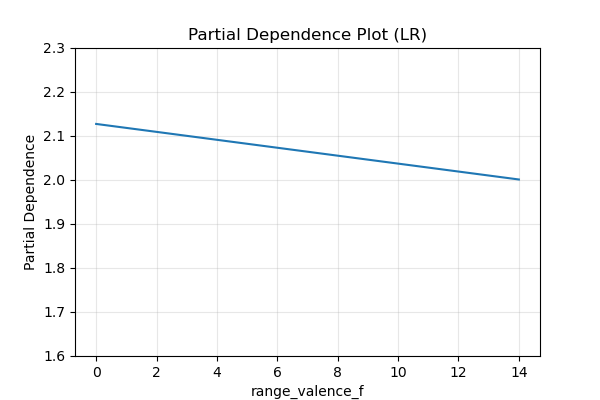 Partial Dependence Plot (LR)
2.3
2.2
2.1
2.0
1.9
1.8
1.7
1.6
Partial Dependence
0 2 4 6 8 10 12 14
range_valence_f